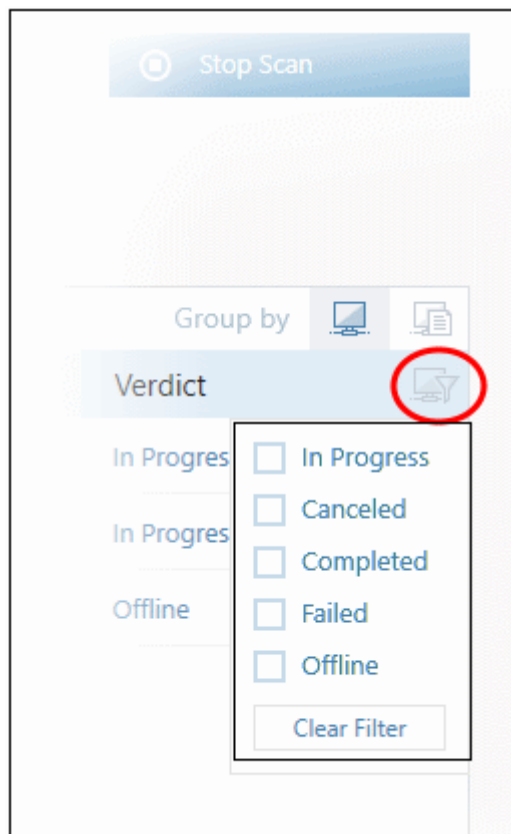 Stop Scan
Group by
Verdict
In Progres
In Progres
Offline
In Progress
Canceled
Completed
Failed
Offline
Clear Filter